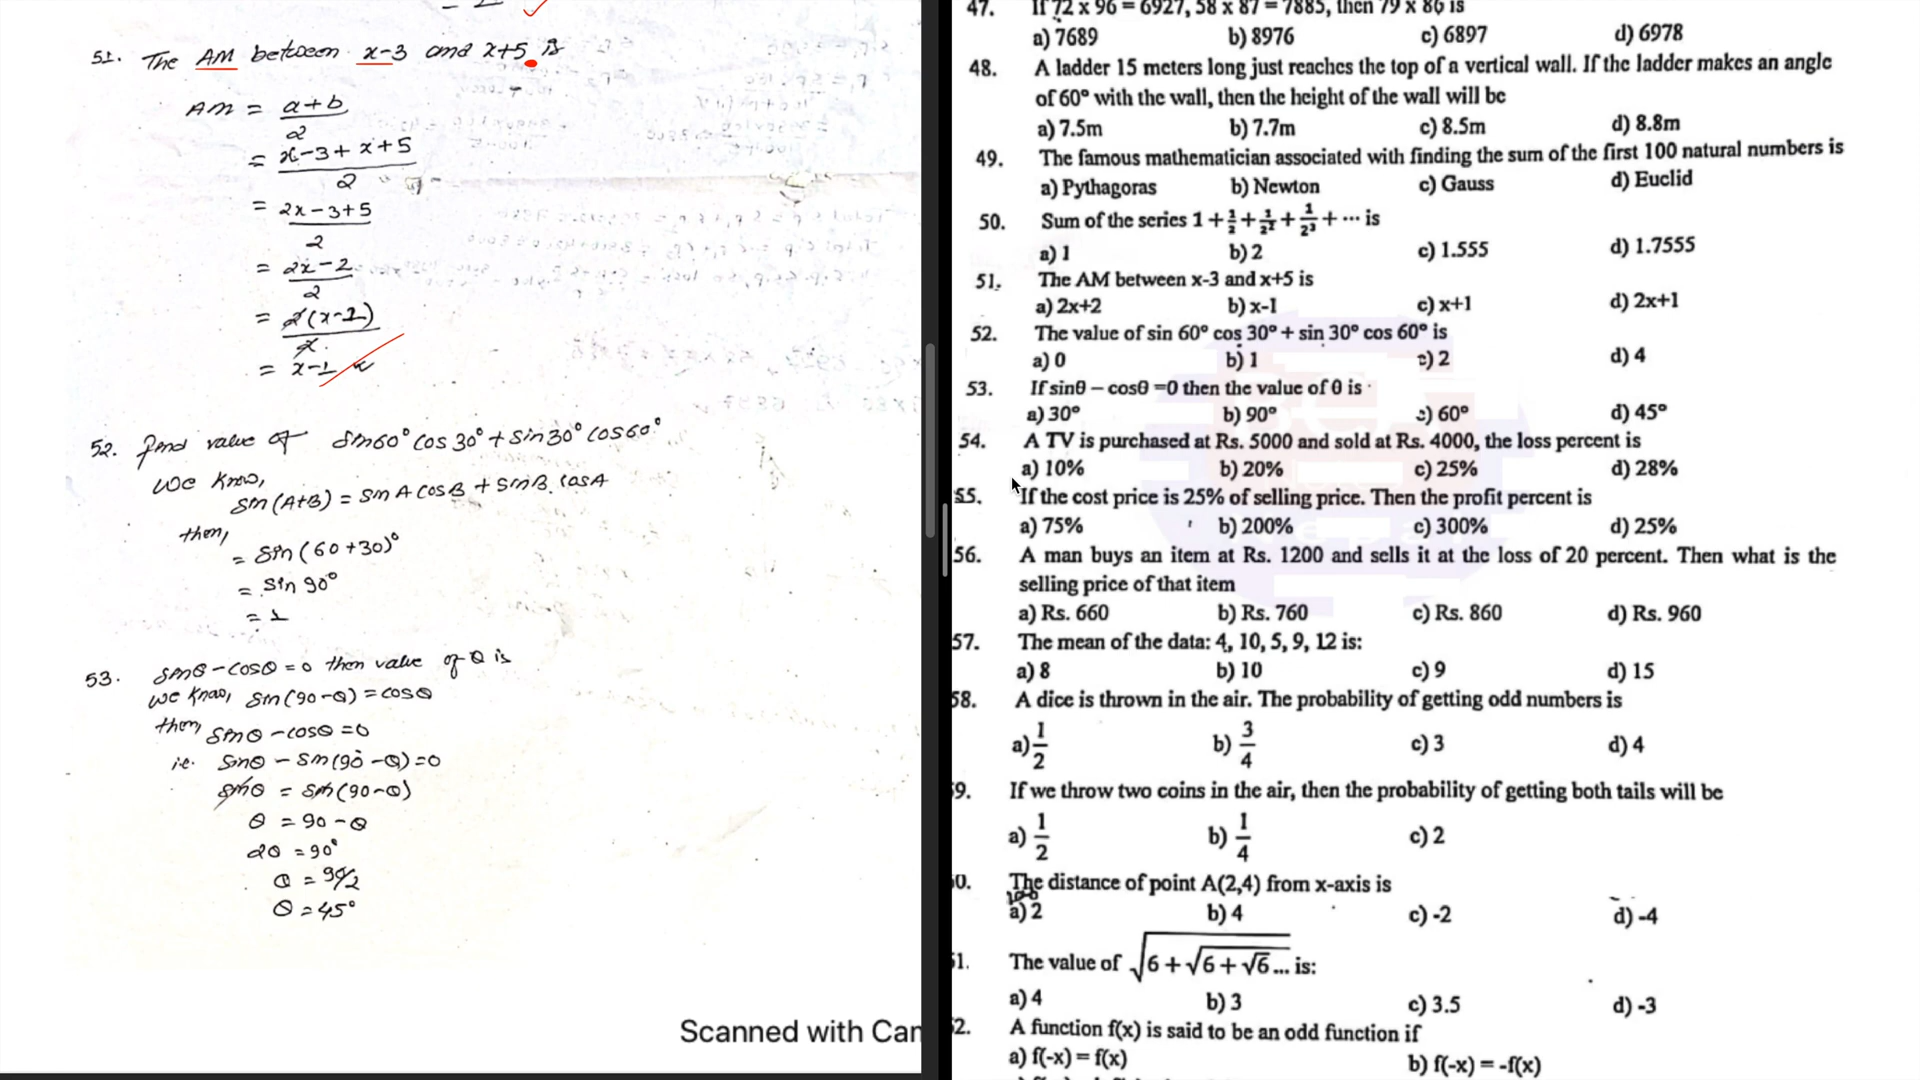 51. The AM between x-3 and x+5 is
AM = a+b
2
= x-3+x+5
2
= 2x-3+5
2
= 2x-2
2
= 2(x-1)
2
= x-1
52. find value of sin60° cos30° + sin30° cos60°
we know,
sin(A+B) = sinA cosB + sinB. cosA
then,
= sin(60+30)°
= sin 90°
= 1
53. sinθ-cosθ=0 then value of θ is
we know, sin(90-θ)=cosθ
then, sinθ-cosθ=0
i.e. sinθ - sin(90-θ)=0
sinθ = sin(90-θ)
θ = 90-θ
2θ = 90°
θ = 90/2
θ = 45°
Scanned with Cam
47. If 72 x 96 = 6927, 58 x 87 = 7885, then 79 x 86 is
a) 7689 b) 8976 c) 6897 d) 6978
48. A ladder 15 meters long just reaches the top of a vertical wall. If the ladder makes an angle
of 60° with the wall, then the height of the wall will be
a) 7.5m b) 7.7m c) 8.5m d) 8.8m
49. The famous mathematician associated with finding the sum of the first 100 natural numbers is
a) Pythagoras b) Newton c) Gauss d) Euclid
50. Sum of the series 1 + 1/2 + 1/2² + 1/2³ + ··· is
a) 1 b) 2 c) 1.555 d) 1.7555
51. The AM between x-3 and x+5 is
a) 2x+2 b) x-1 c) x+1 d) 2x+1
52. The value of sin 60° cos 30° + sin 30° cos 60° is
a) 0 b) 1 c) 2 d) 4
53. If sinθ – cosθ =0 then the value of θ is
a) 30° b) 90° c) 60° d) 45°
54. A TV is purchased at Rs. 5000 and sold at Rs. 4000, the loss percent is
a) 10% b) 20% c) 25% d) 28%
55. If the cost price is 25% of selling price. Then the profit percent is
a) 75% b) 200% c) 300% d) 25%
56. A man buys an item at Rs. 1200 and sells it at the loss of 20 percent. Then what is the
selling price of that item
a) Rs. 660 b) Rs. 760 c) Rs. 860 d) Rs. 960
57. The mean of the data: 4, 10, 5, 9, 12 is:
a) 8 b) 10 c) 9 d) 15
58. A dice is thrown in the air. The probability of getting odd numbers is
a) 1/2 b) 3/4 c) 3 d) 4
59. If we throw two coins in the air, then the probability of getting both tails will be
a) 1/2 b) 1/4 c) 2
0. The distance of point A(2,4) from x-axis is
a) 2 b) 4 c) -2 d) -4
51. The value of √6 + √6 + √6 ... is:
a) 4 b) 3 c) 3.5 d) -3
52. A function f(x) is said to be an odd function if
a) f(-x) = f(x) b) f(-x) = -f(x)